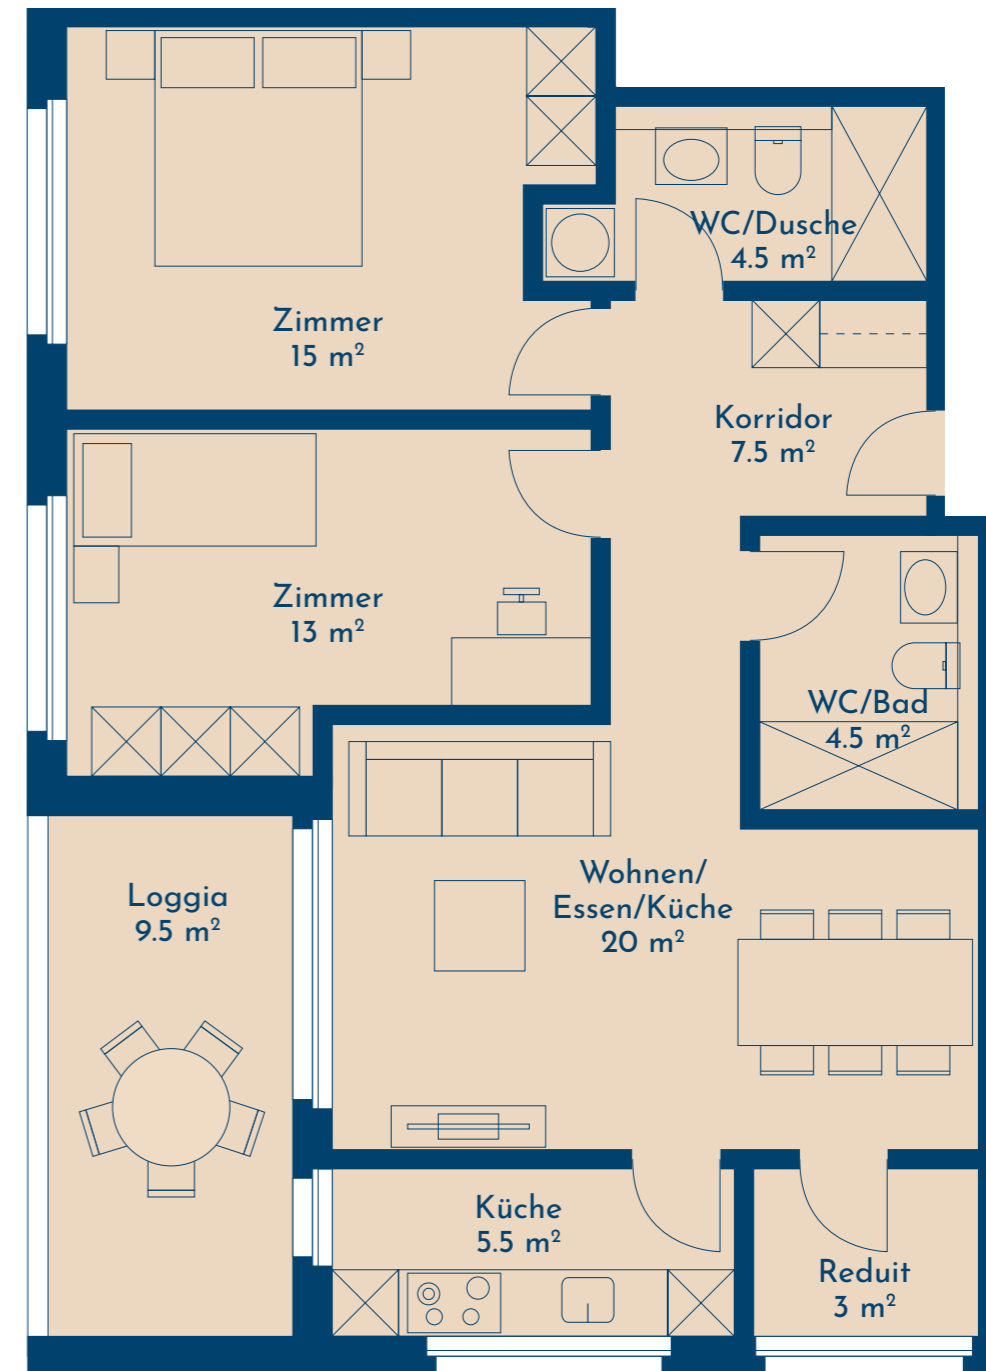 WC/Dusche
4.5 m²
Zimmer
15 m²
Korridor
7.5 m²
Zimmer
13 m²
WC/Bad
4.5 m²
Loggia
9.5 m²
Wohnen/
Essen/Küche
20 m²
Küche
5.5 m²
Reduit
3 m²